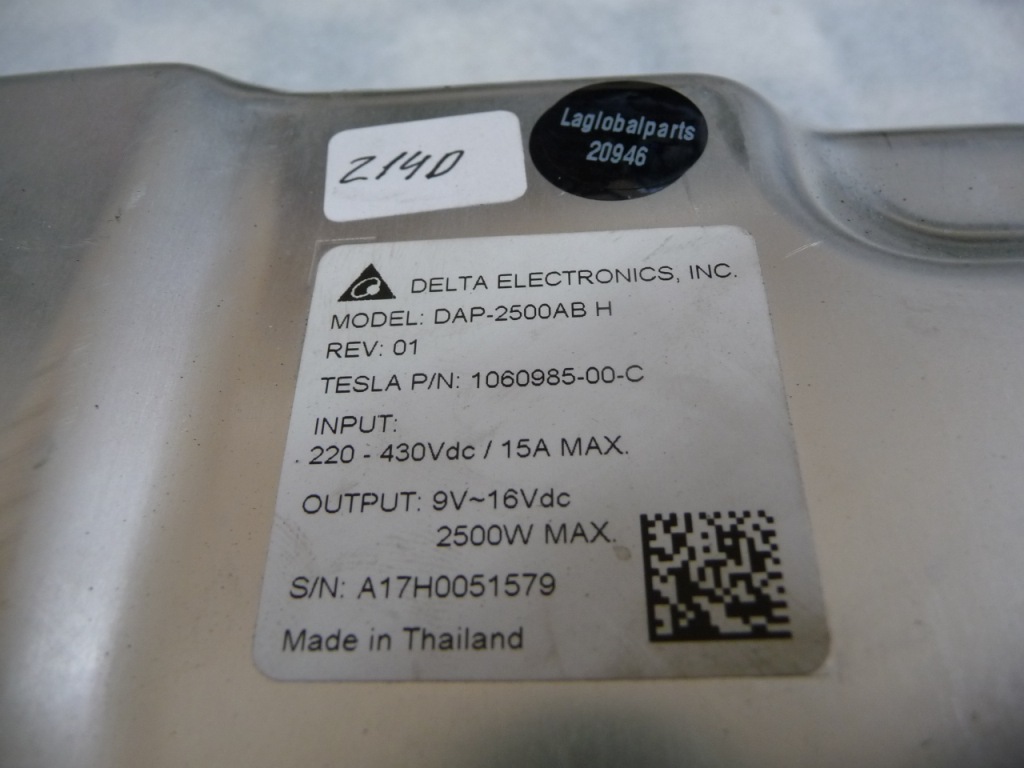 214D
Laglobalparts
20946
DELTA ELECTRONICS, INC.
MODEL: DAP-2500AB H
REV: 01
TESLA P/N: 1060985-00-C
INPUT:
220 - 430Vdc / 15A MAX.
OUTPUT: 9V~16Vdc
2500W MAX.
S/N: A17H0051579
Made in Thailand